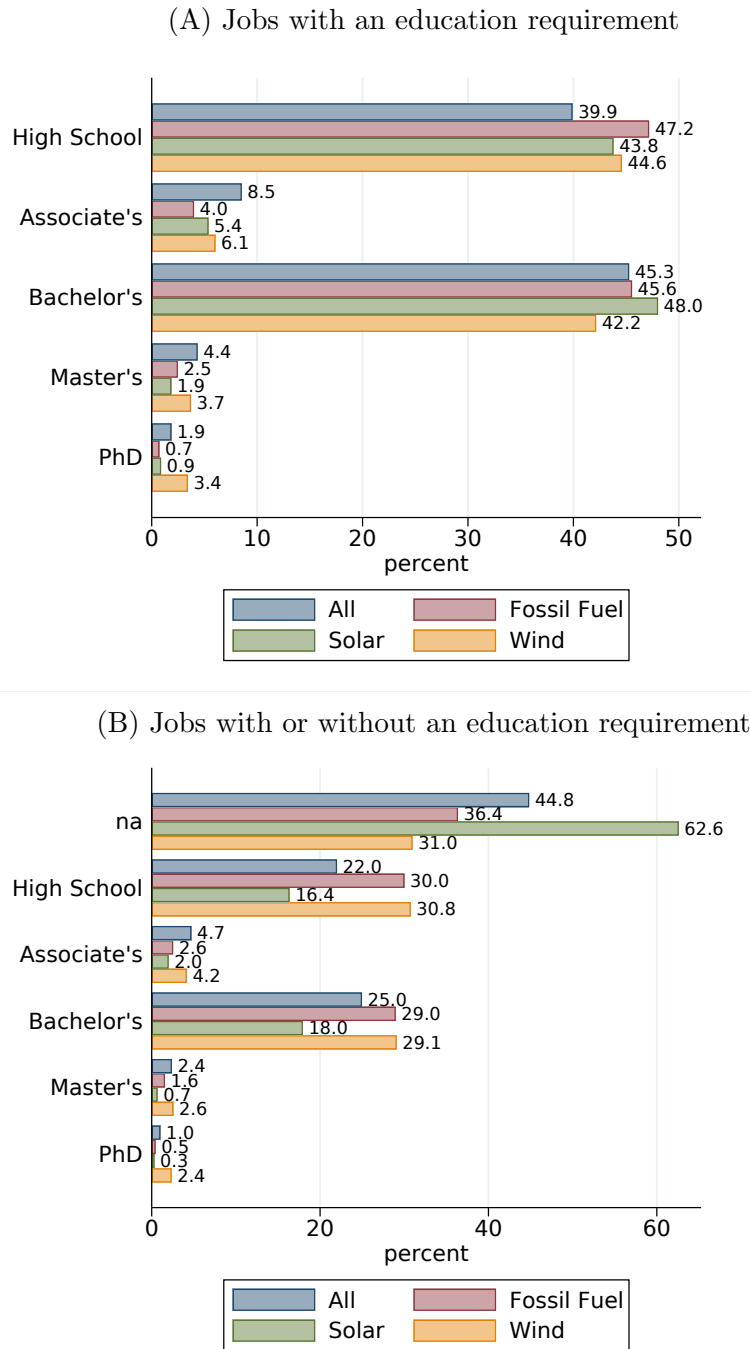 (A) Jobs with an education requirement
High School
39.9
47.2
43.8
44.6
Associate's
8.5
4.0
5.4
6.1
Bachelor's
45.3
45.6
48.0
42.2
Master's
4.4
2.5
1.9
3.7
PhD
1.9
0.7
0.9
3.4
0 10 20 30 40 50
percent
All Fossil Fuel
Solar Wind
(B) Jobs with or without an education requirement
na
44.8
36.4
62.6
31.0
High School
22.0
30.0
16.4
30.8
Associate's
4.7
2.6
2.0
4.2
Bachelor's
25.0
29.0
18.0
29.1
Master's
2.4
1.6
0.7
2.6
PhD
1.0
0.5
0.3
2.4
0 20 40 60
percent
All Fossil Fuel
Solar Wind